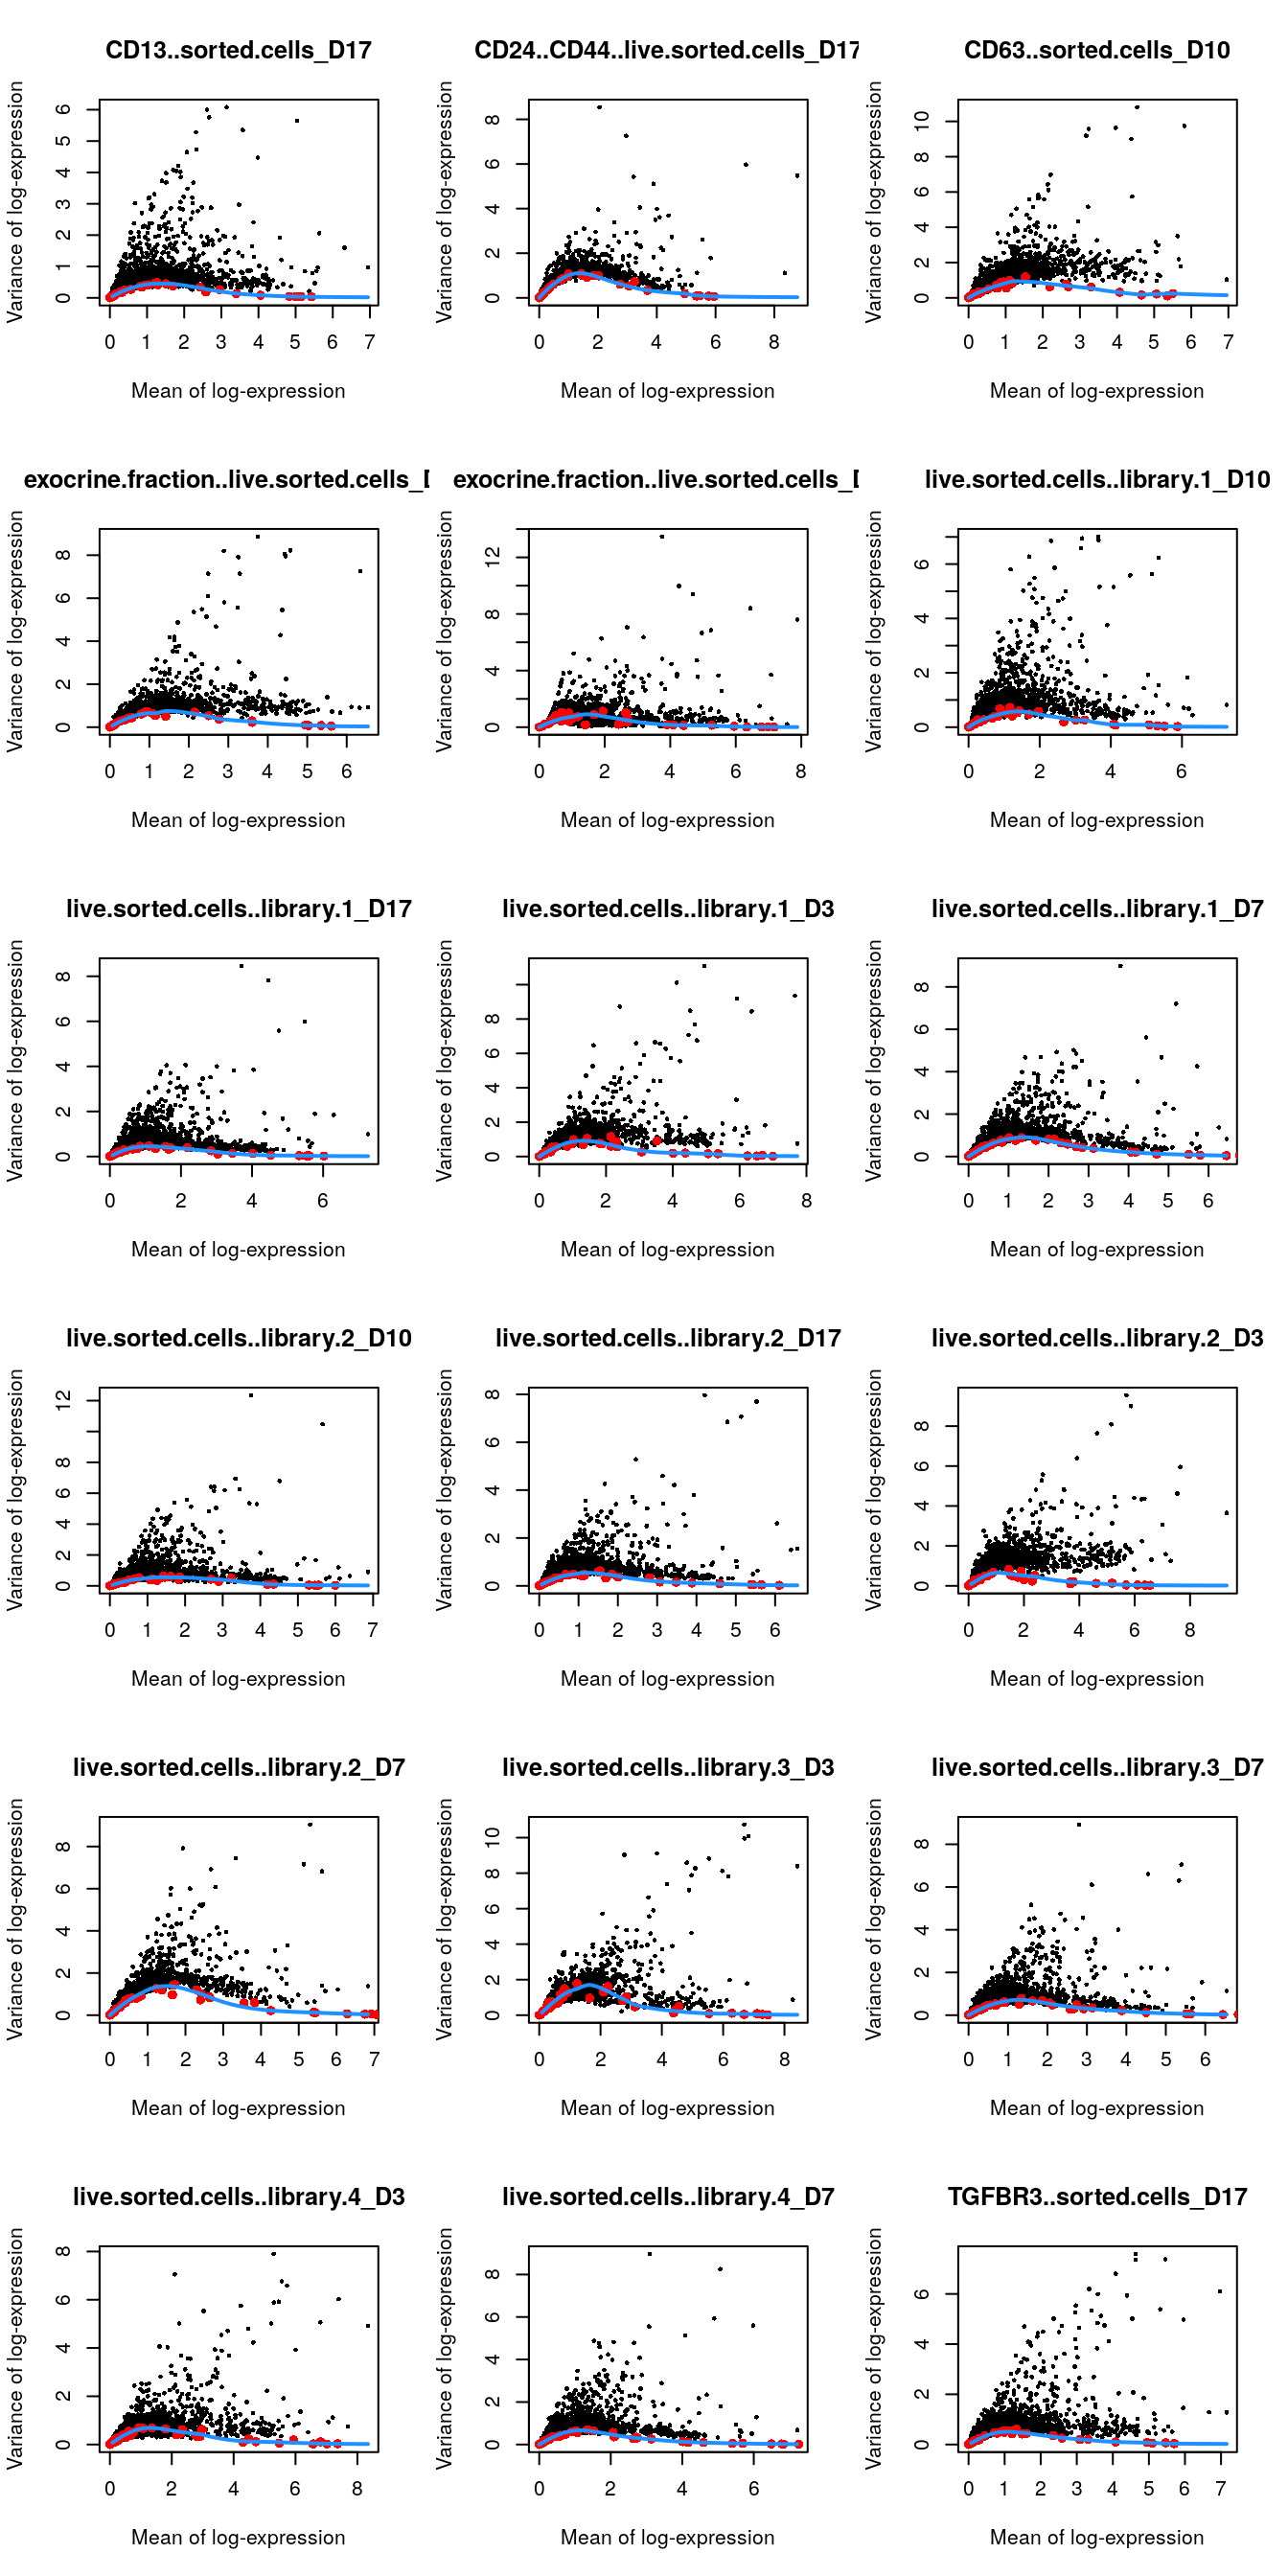 CD13..sorted.cells_D17
Variance of log-expression
6
5
4
3
2
1
0
0 1 2 3 4 5 6 7
Mean of log-expression
CD24..CD44..live.sorted.cells_D17
Variance of log-expression
8
6
4
2
0
0 2 4 6 8
Mean of log-expression
CD63..sorted.cells_D10
Variance of log-expression
10
8
6
4
2
0
0 1 2 3 4 5 6 7
Mean of log-expression
exocrine.fraction..live.sorted.cells_D
Variance of log-expression
8
6
4
2
0
0 1 2 3 4 5 6
Mean of log-expression
exocrine.fraction..live.sorted.cells_D
Variance of log-expression
12
8
4
0
0 2 4 6 8
Mean of log-expression
live.sorted.cells..library.1_D10
Variance of log-expression
6
4
2
0
0 2 4 6
Mean of log-expression
live.sorted.cells..library.1_D17
Variance of log-expression
8
6
4
2
0
0 2 4 6
Mean of log-expression
live.sorted.cells..library.1_D3
Variance of log-expression
8
6
4
2
0
0 2 4 6 8
Mean of log-expression
live.sorted.cells..library.1_D7
Variance of log-expression
8
6
4
2
0
0 1 2 3 4 5 6
Mean of log-expression
live.sorted.cells..library.2_D10
Variance of log-expression
12
8
6
4
2
0
0 1 2 3 4 5 6 7
Mean of log-expression
live.sorted.cells..library.2_D17
Variance of log-expression
8
6
4
2
0
0 1 2 3 4 5 6
Mean of log-expression
live.sorted.cells..library.2_D3
Variance of log-expression
8
6
4
2
0
0 2 4 6 8
Mean of log-expression
live.sorted.cells..library.2_D7
Variance of log-expression
8
6
4
2
0
0 1 2 3 4 5 6 7
Mean of log-expression
live.sorted.cells..library.3_D3
Variance of log-expression
10
8
6
4
2
0
0 2 4 6 8
Mean of log-expression
live.sorted.cells..library.3_D7
Variance of log-expression
8
6
4
2
0
0 1 2 3 4 5 6
Mean of log-expression
live.sorted.cells..library.4_D3
Variance of log-expression
8
6
4
2
0
0 2 4 6 8
Mean of log-expression
live.sorted.cells..library.4_D7
Variance of log-expression
8
6
4
2
0
0 2 4 6
Mean of log-expression
TGFBR3..sorted.cells_D17
Variance of log-expression
6
4
2
0
0 1 2 3 4 5 6 7
Mean of log-expression